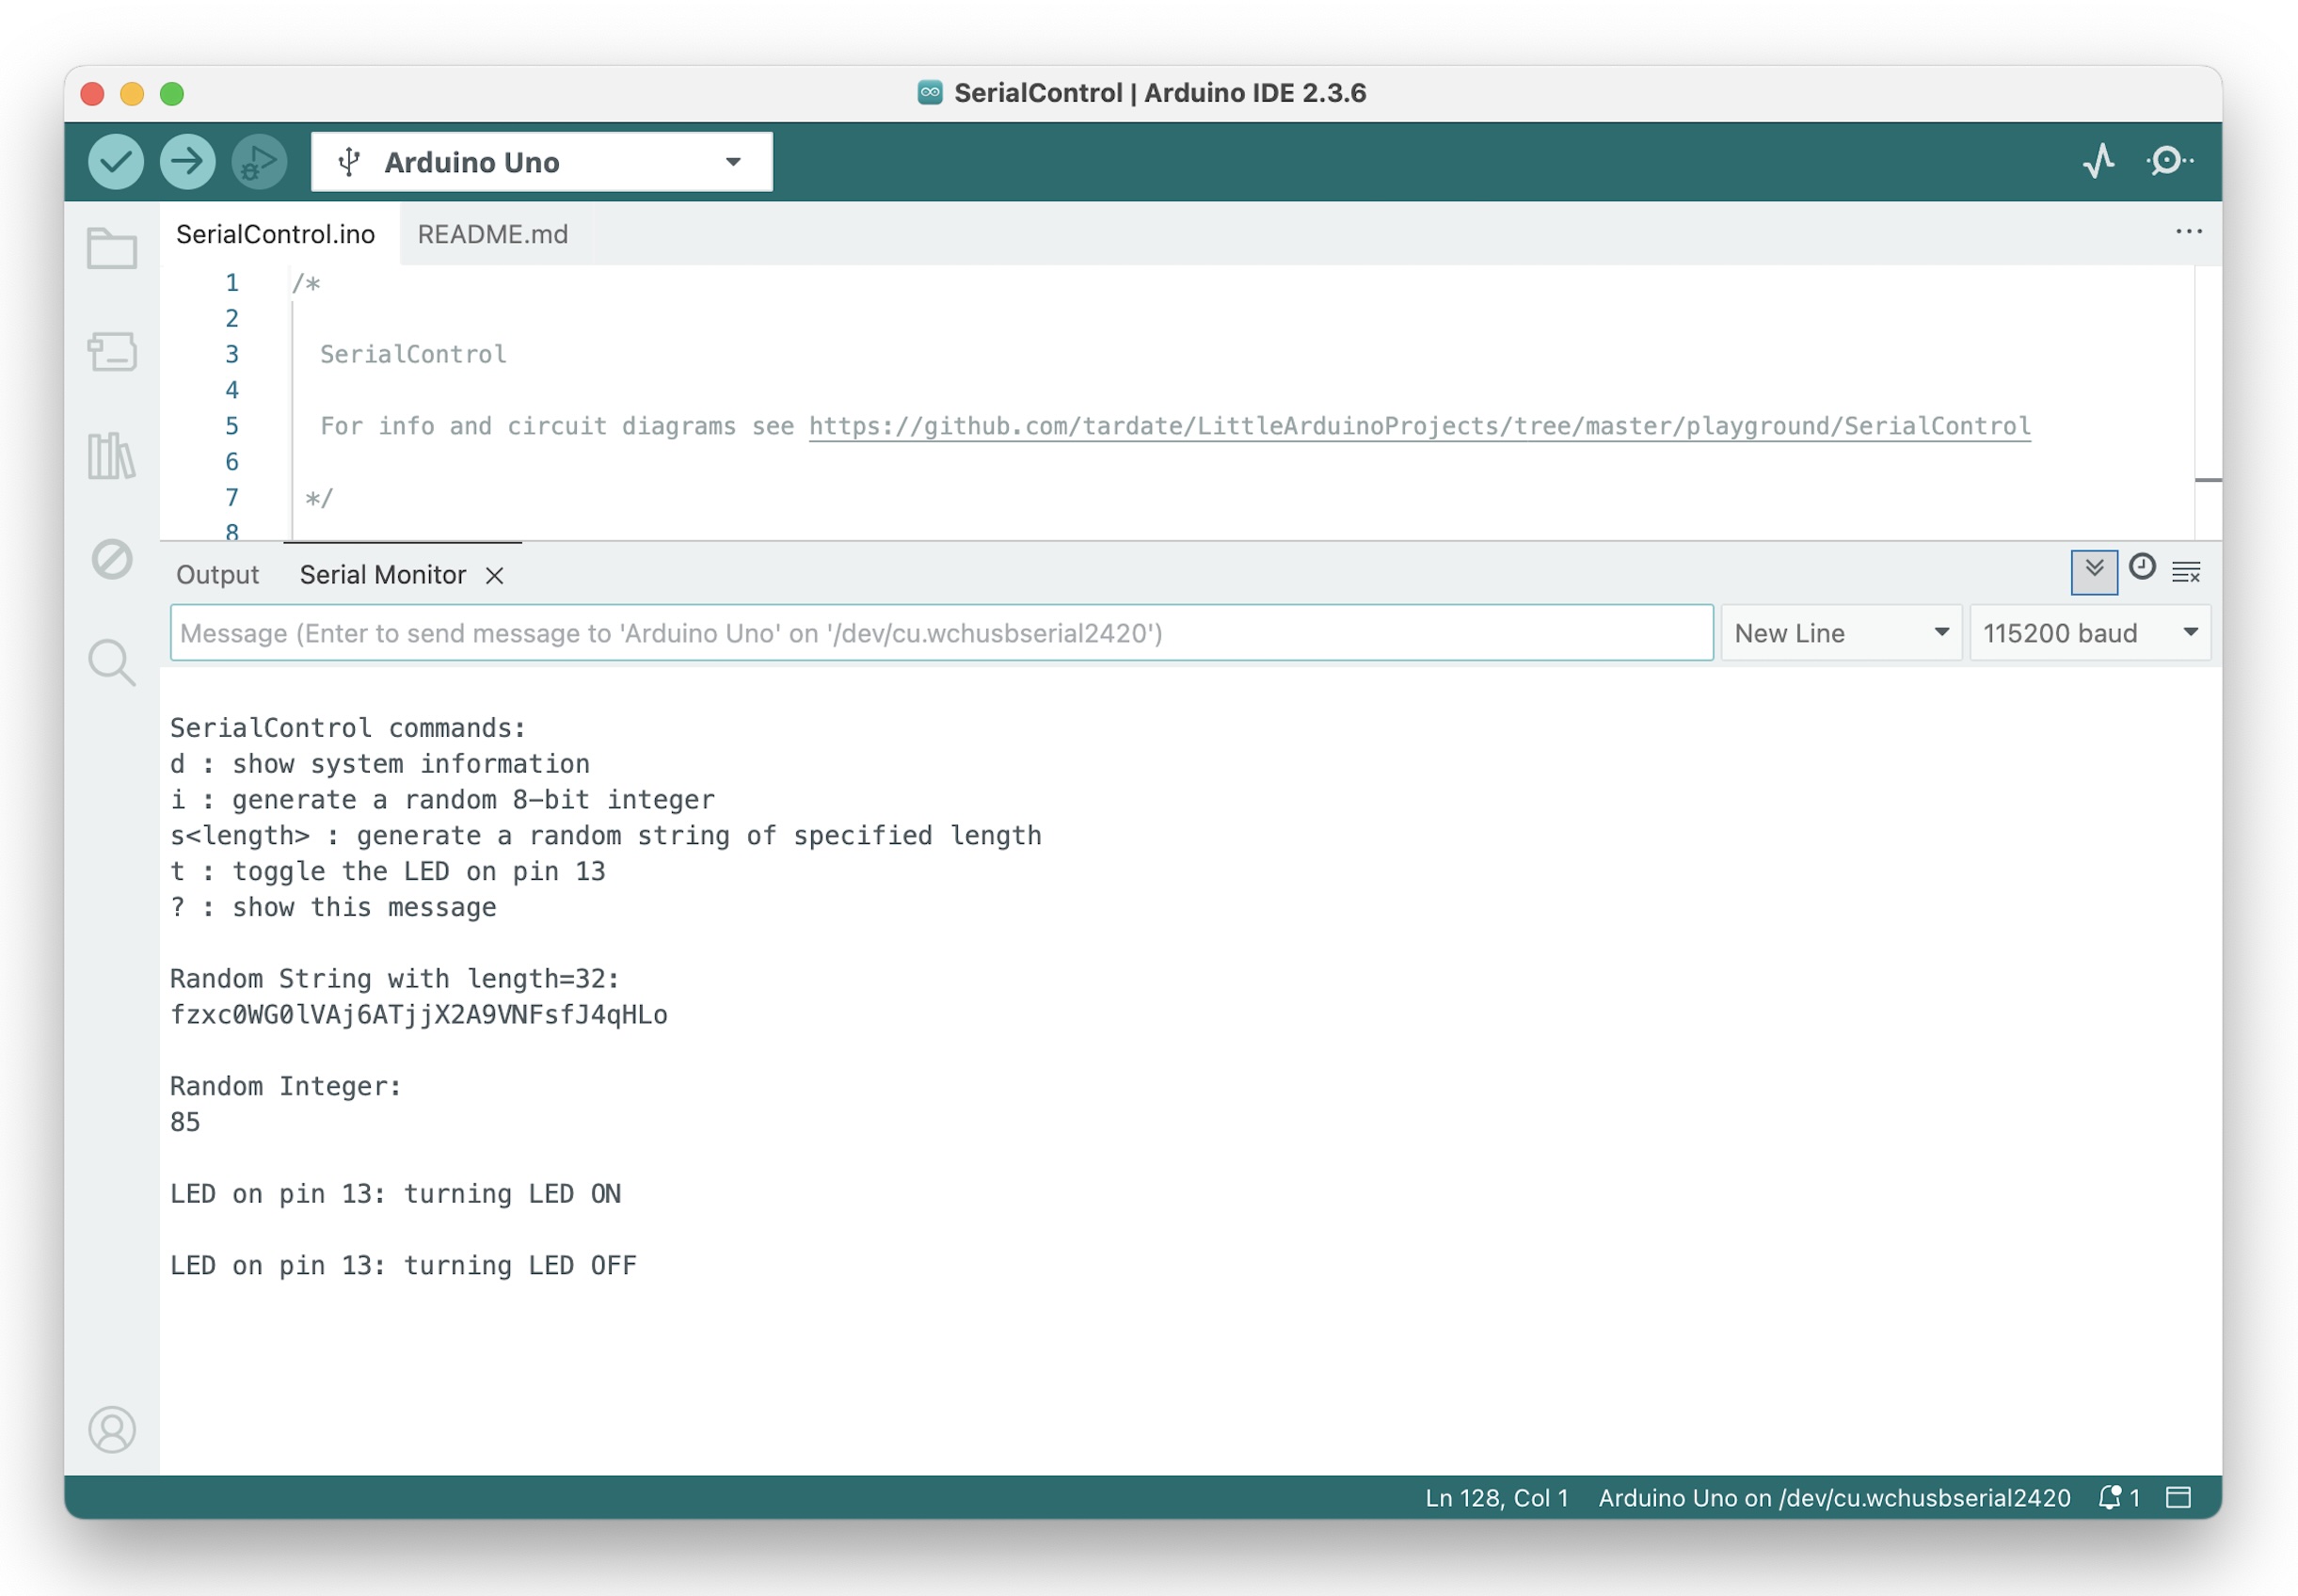 SerialControl | Arduino IDE 2.3.6
Arduino Uno
SerialControl.ino README.md
1 /*
2
3 SerialControl
4
5 For info and circuit diagrams see https://github.com/tardate/LittleArduinoProjects/tree/master/playground/SerialControl
6
7 */
8
Output Serial Monitor
Message (Enter to send message to 'Arduino Uno' on '/dev/cu.wchusbserial2420') New Line 115200 baud
SerialControl commands:
d : show system information
i : generate a random 8-bit integer
s<length> : generate a random string of specified length
t : toggle the LED on pin 13
? : show this message
Random String with length=32:
fzxc0WG0lVAj6ATjjX2A9VNFsfJ4qHLo
Random Integer:
85
LED on pin 13: turning LED ON
LED on pin 13: turning LED OFF
Ln 128, Col 1 Arduino Uno on /dev/cu.wchusbserial2420 1